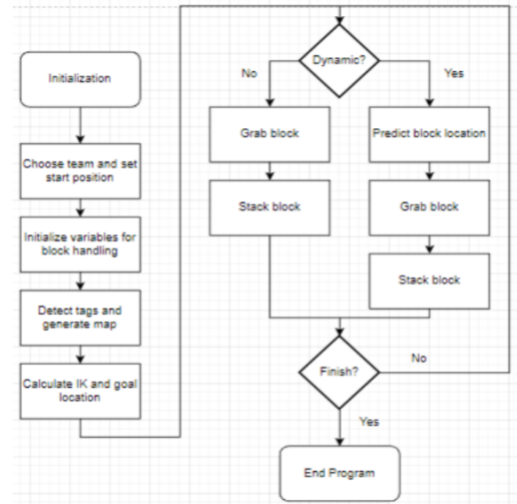 Initialization
Choose team and set
start position
Initialize variables for
block handling
Detect tags and
generate map
Calculate IK and goal
location
Dynamic?
No
Yes
Grab block
Stack block
Predict block location
Grab block
Stack block
Finish?
No
Yes
End Program